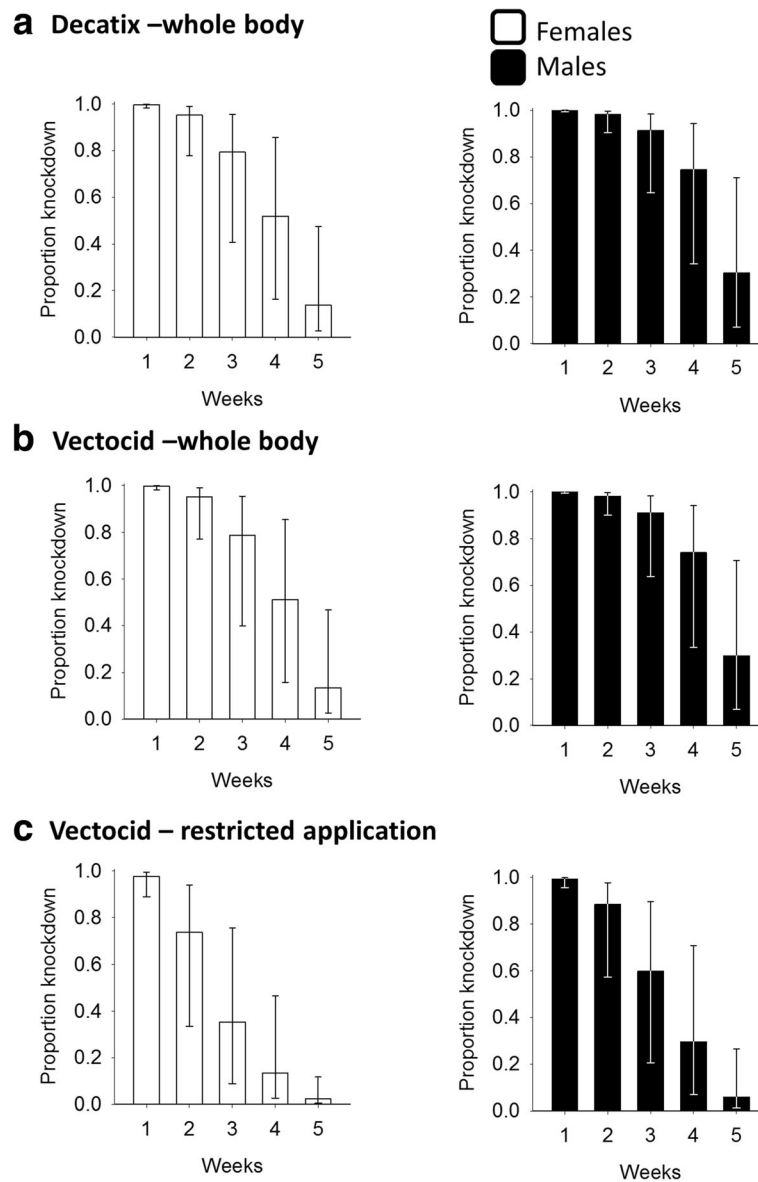 a Decatix –whole body
Females
Males
Proportion knockdown
1.0
0.8
0.6
0.4
0.2
0.0
1 2 3 4 5
Weeks
Proportion knockdown
1.0
0.8
0.6
0.4
0.2
0.0
1 2 3 4 5
Weeks
b Vectocid –whole body
Proportion knockdown
1.0
0.8
0.6
0.4
0.2
0.0
1 2 3 4 5
Weeks
Proportion knockdown
1.0
0.8
0.6
0.4
0.2
0.0
1 2 3 4 5
Weeks
c Vectocid – restricted application
Proportion knockdown
1.0
0.8
0.6
0.4
0.2
0.0
1 2 3 4 5
Weeks
Proportion knockdown
1.0
0.8
0.6
0.4
0.2
0.0
1 2 3 4 5
Weeks